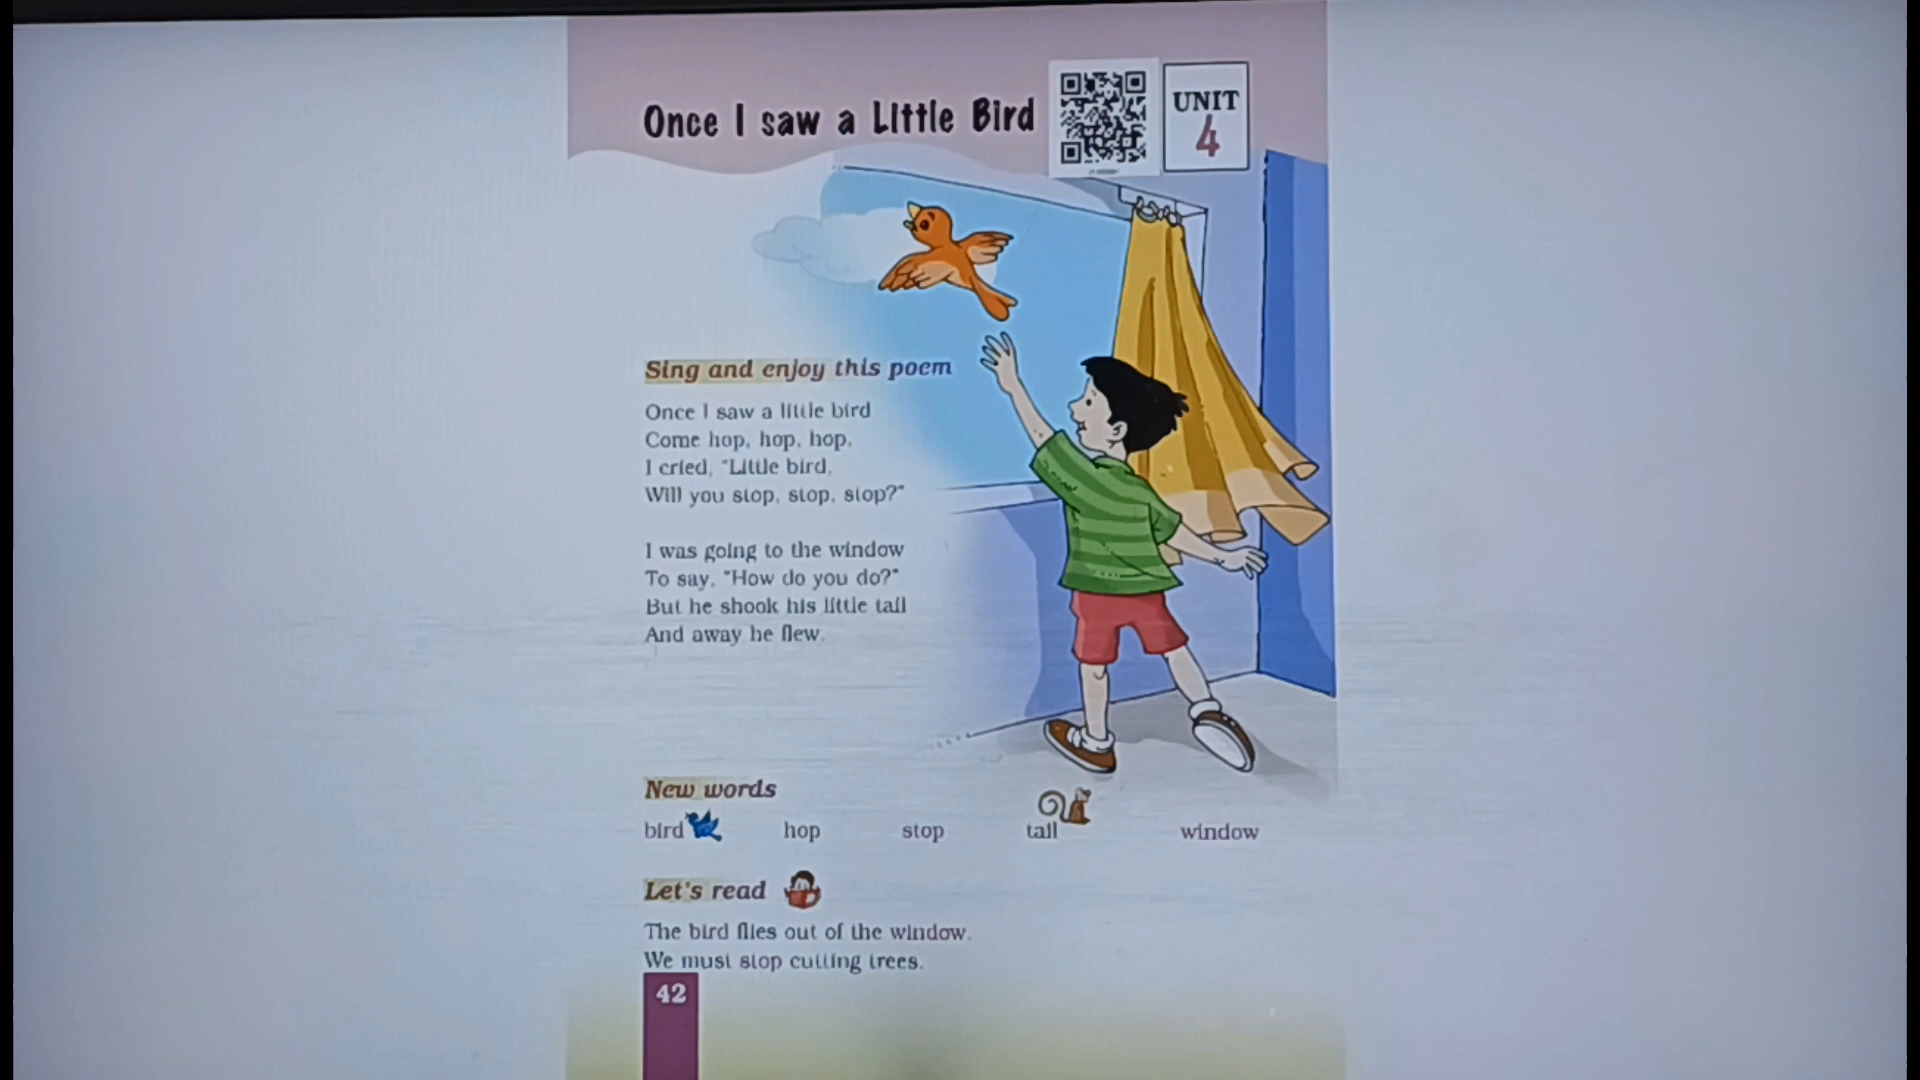 Once I saw a Little Bird
UNIT
4
Sing and enjoy this poem
Once I saw a little bird
Come hop, hop, hop,
I cried, "Little bird,
Will you stop, stop, stop?"
I was going to the window
To say, "How do you do?"
But he shook his little tail
And away he flew.
New words
bird hop stop tail window
Let's read
The bird flies out of the window.
We must stop cutting trees.
42